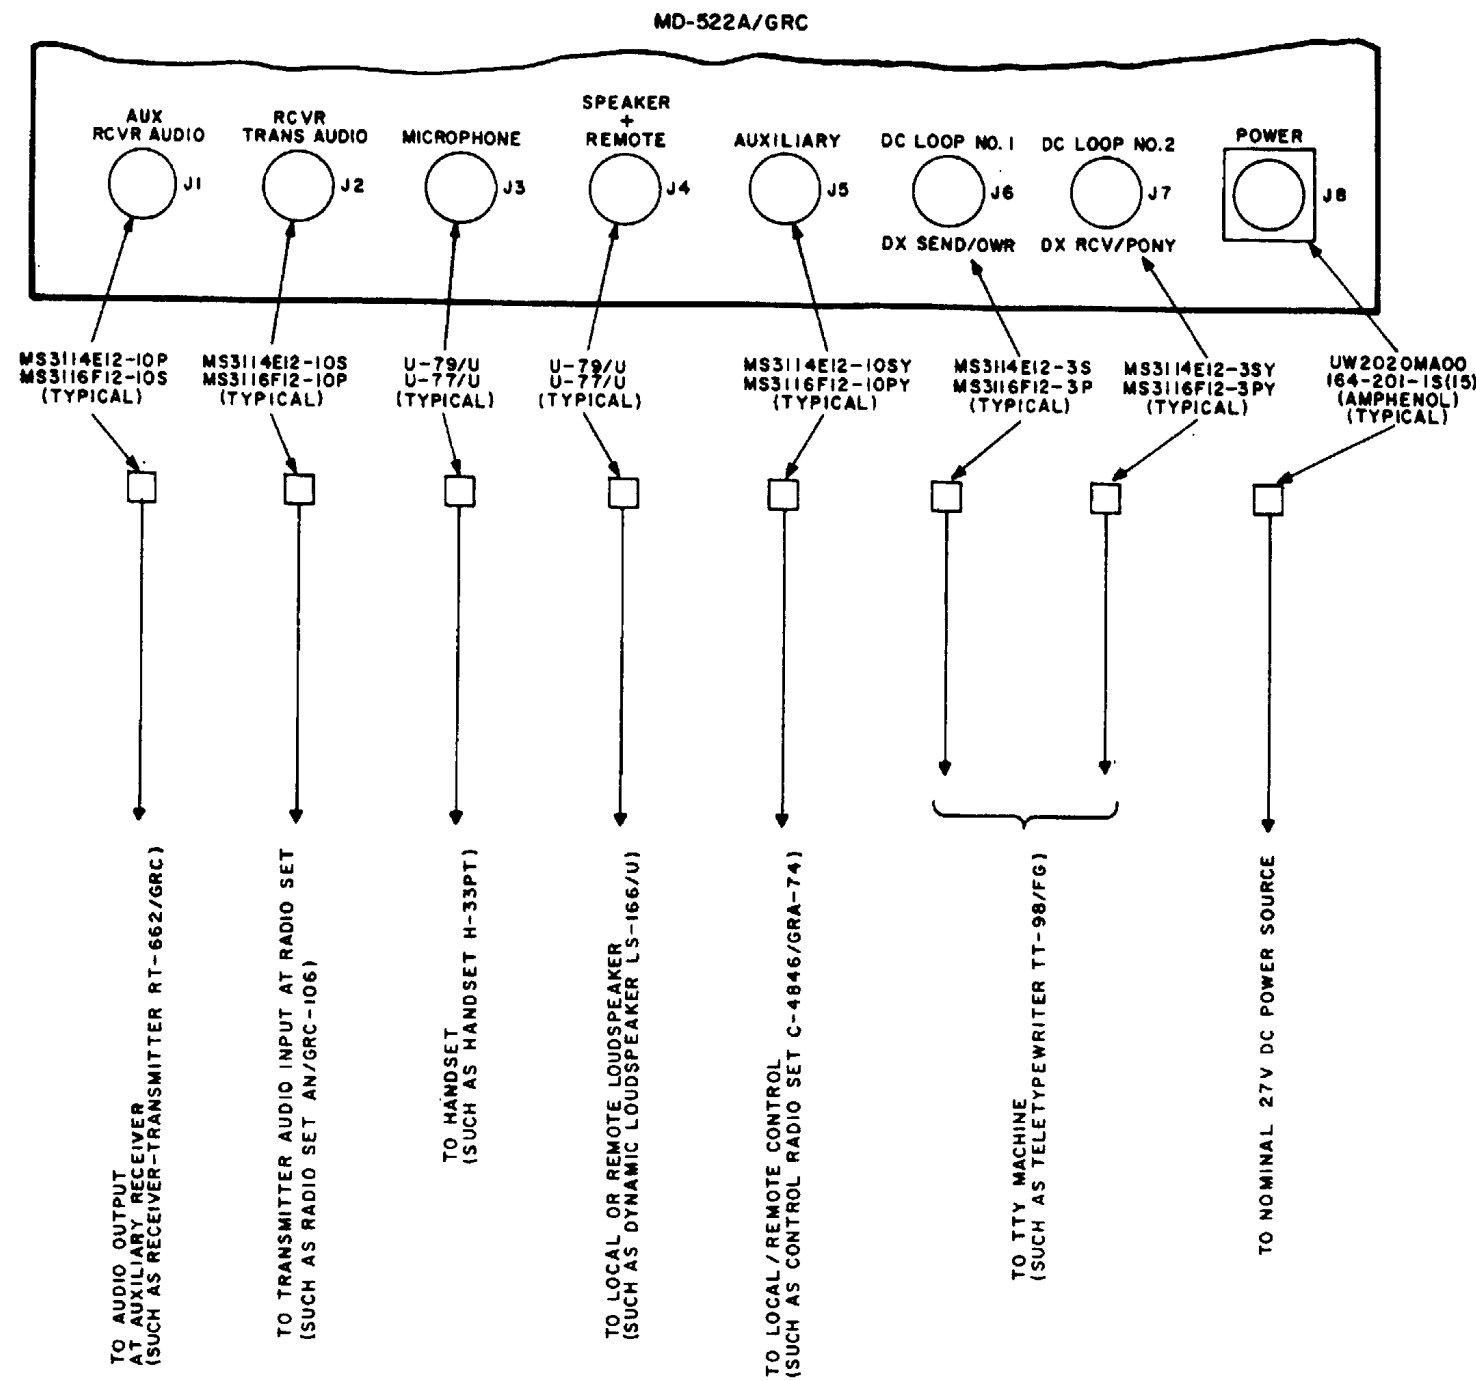 MD-522A/GRC
AUX
RCVR AUDIO
J1
RCVR
TRANS AUDIO
J2
MICROPHONE
J3
SPEAKER
+
REMOTE
J4
AUXILIARY
J5
DC LOOP NO. 1
J6
DX SEND/OWR
DC LOOP NO. 2
J7
DX RCV/PONY
POWER
J8
MS3114E12-10P
MS3116F12-10S
(TYPICAL)
MS3114E12-10S
MS3116F12-10P
(TYPICAL)
U-79/U
U-77/U
(TYPICAL)
U-79/U
U-77/U
(TYPICAL)
MS3114E12-10SY
MS3116F12-10PY
(TYPICAL)
MS3114E12-3S
MS3116F12-3P
(TYPICAL)
MS3114E12-3SY
MS3116F12-3PY
(TYPICAL)
UW2020MA00
164-201-1S(15)
(AMPHENOL)
(TYPICAL)
TO AUDIO OUTPUT
AT AUXILIARY RECEIVER
(SUCH AS RECEIVER-TRANSMITTER RT-662/GRC)
TO TRANSMITTER AUDIO INPUT AT RADIO SET
(SUCH AS RADIO SET AN/GRC-106)
TO HANDSET
(SUCH AS HANDSET H-33PT)
TO LOCAL OR REMOTE LOUDSPEAKER
(SUCH AS DYNAMIC LOUDSPEAKER LS-166/U)
TO LOCAL/REMOTE CONTROL
(SUCH AS CONTROL RADIO SET C-4846/GRA-74)
TO TTY MACHINE
(SUCH AS TELETYPEWRITER TT-98/FG)
TO NOMINAL 27V DC POWER SOURCE